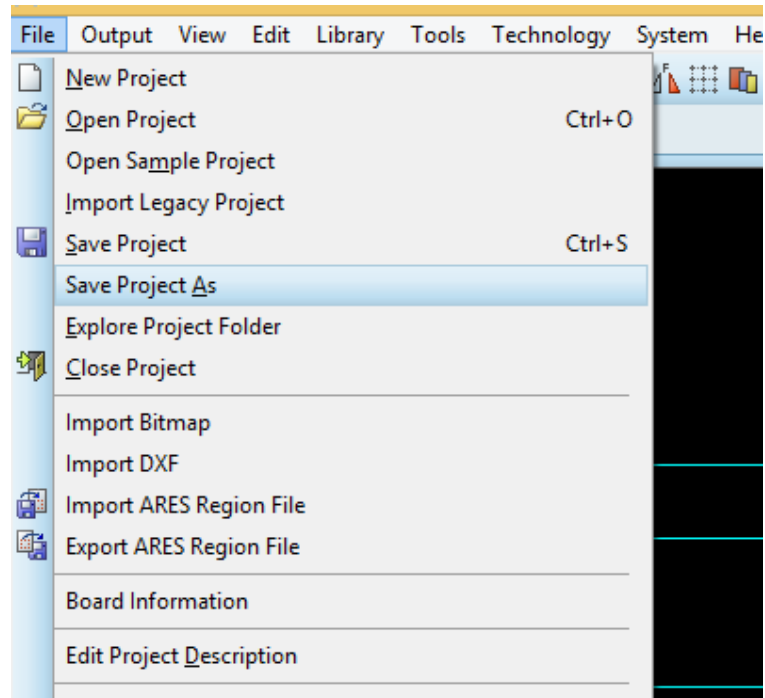 File Output View Edit Library Tools Technology System He
New Project
Open Project Ctrl+O
Open Sample Project
Import Legacy Project
Save Project Ctrl+S
Save Project As
Explore Project Folder
Close Project
Import Bitmap
Import DXF
Import ARES Region File
Export ARES Region File
Board Information
Edit Project Description